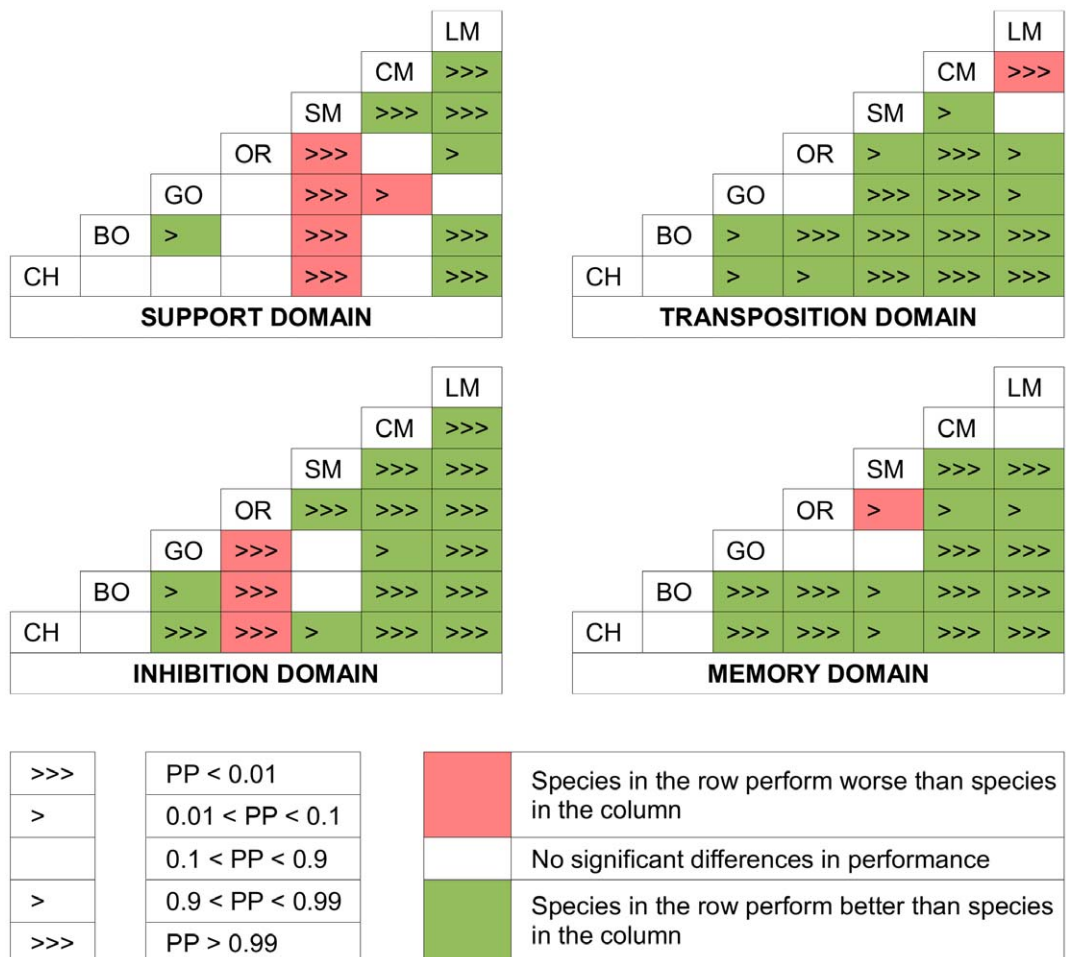 LM
CM >>>
SM >>> >>>
OR >>> >
GO >>> >
BO > >>> >>>
CH >>> >>>
SUPPORT DOMAIN
LM
CM >>>
SM >
OR > >>> >
GO >>> >>> >
BO > >>> >>> >>> >>>
CH > > >>> >>> >>>
TRANSPOSITION DOMAIN
LM
CM >>>
SM >>> >>>
OR >>> >>> >>>
GO >>> > >>>
BO > >>> >>> >>>
CH >>> >>> > >>> >>>
INHIBITION DOMAIN
LM
CM
SM >>> >>>
OR > > >
GO >>> >>>
BO >>> >>> > >>> >>>
CH >>> >>> > >>> >>>
MEMORY DOMAIN
>>> PP < 0.01
> 0.01 < PP < 0.1
0.1 < PP < 0.9
> 0.9 < PP < 0.99
>>> PP > 0.99
Species in the row perform worse than species
in the column
No significant differences in performance
Species in the row perform better than species
in the column